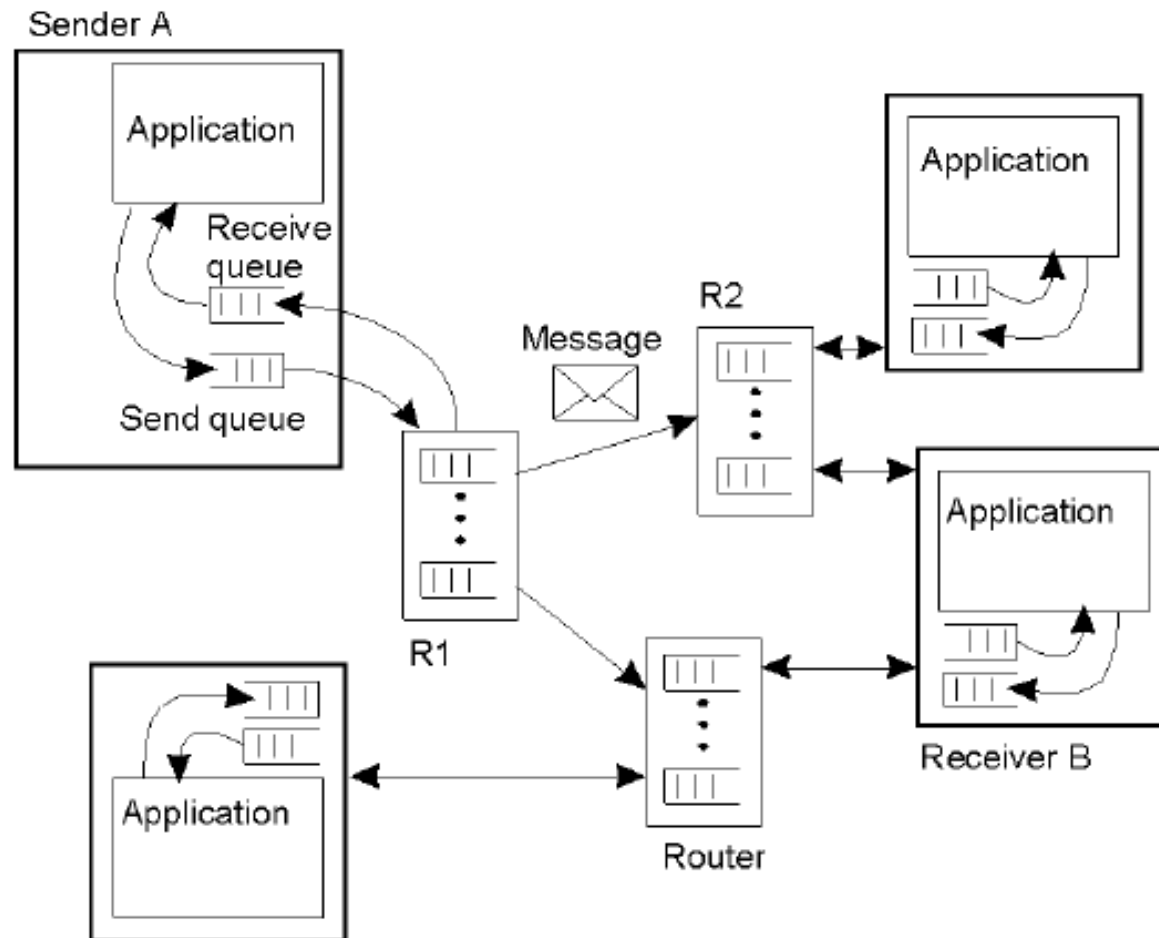 Sender A
Application
Receive
queue
Send queue
Message
R1
R2
Application
Application
Receiver B
Router
Application